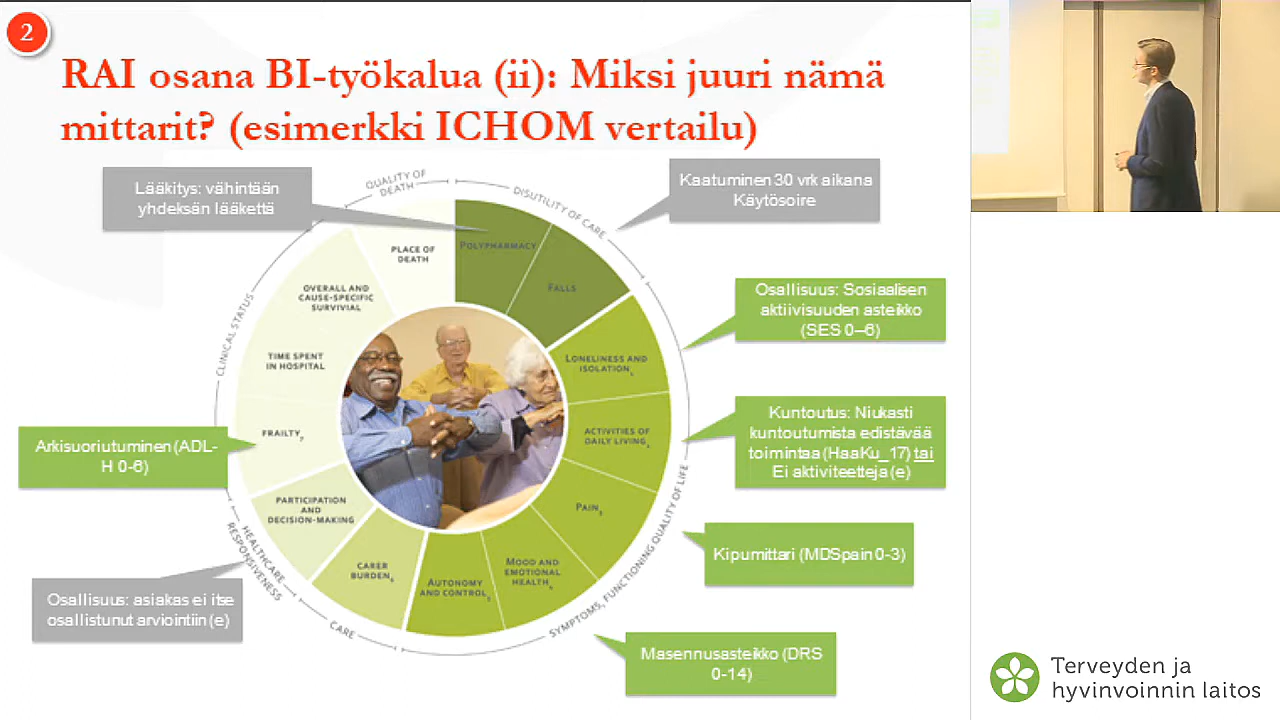 2
RAI osana BI-työkalua (ii): Miksi juuri nämä
mittarit? (esimerkki ICHOM vertailu)
Lääkitys: vähintään
yhdeksän lääkettä
Kaatuminen 30 vrk aikana
Käytösoire
QUALITY OF
DEATH
DISUTILITY OF CARE
POLYPHARMACY
PLACE OF
DEATH
FALLS
Osallisuus: Sosiaalisen
aktiivisuuden asteikko
(SES 0–6)
OVERALL AND
CAUSE-SPECIFIC
SURVIVIAL
CLINICAL STATUS
TIME SPENT
IN HOSPITAL
LONELINESS AND
ISOLATION
Kuntoutus: Niukasti
kuntoutumista edistävää
toimintaa (HaaKu_17) tai
Ei aktiviteetteja (e)
Arkisuoriutuminen (ADL-
H 0-6)
FRAILTY
ACTIVITIES OF
DAILY LIVING
PARTICIPATION
AND
DECISION-MAKING
PAIN
SYMPTOMS, FUNCTIONING QUALITY OF LIFE
Kipumittari (MDSpain 0-3)
HEALTHCARE
RESPONSIVENESS
CARER
BURDEN
AUTONOMY
AND CONTROL
MOOD AND
EMOTIONAL
HEALTH
Osallisuus: asiakas ei itse
osallistunut arviointiin (e)
CARE
Masennusasteikko (DRS
0-14)
Terveyden ja
hyvinvoinnin laitos